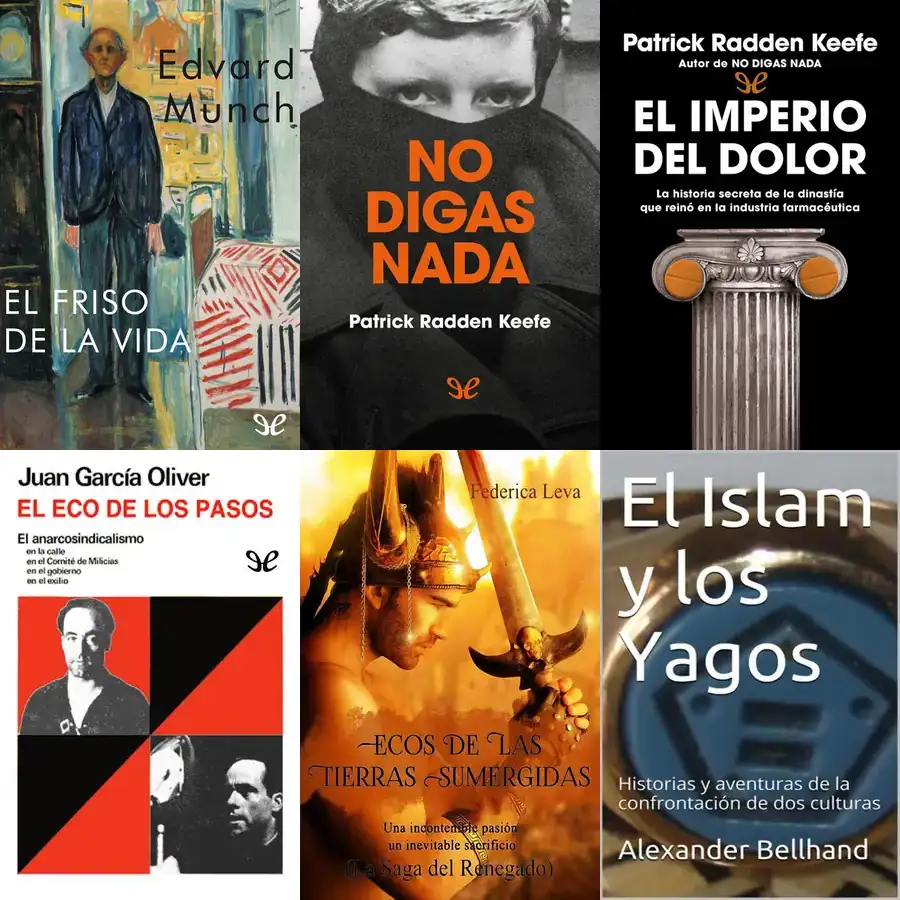 Edvard
Munch
EL FRISO
DE LA VIDA
NO
DIGAS
NADA
Patrick Radden Keefe
Patrick Radden Keefe
Autor de NO DIGAS NADA
EL IMPERIO
DEL DOLOR
La historia secreta de la dinastía
que reinó en la industria farmacéutica
Juan García Oliver
EL ECO DE LOS PASOS
El anarcosindicalismo
en la calle
en el Comité de Milicias
en el gobierno
en el exilio
Federica Leva
ECOS DE LAS
TIERRAS SUMERGIDAS
Una incontenible pasión
un inevitable sacrificio
(La Saga del Renegado)
El Islam
y los
Yagos
Historias y aventuras de la
confrontación de dos culturas
Alexander Bellhand